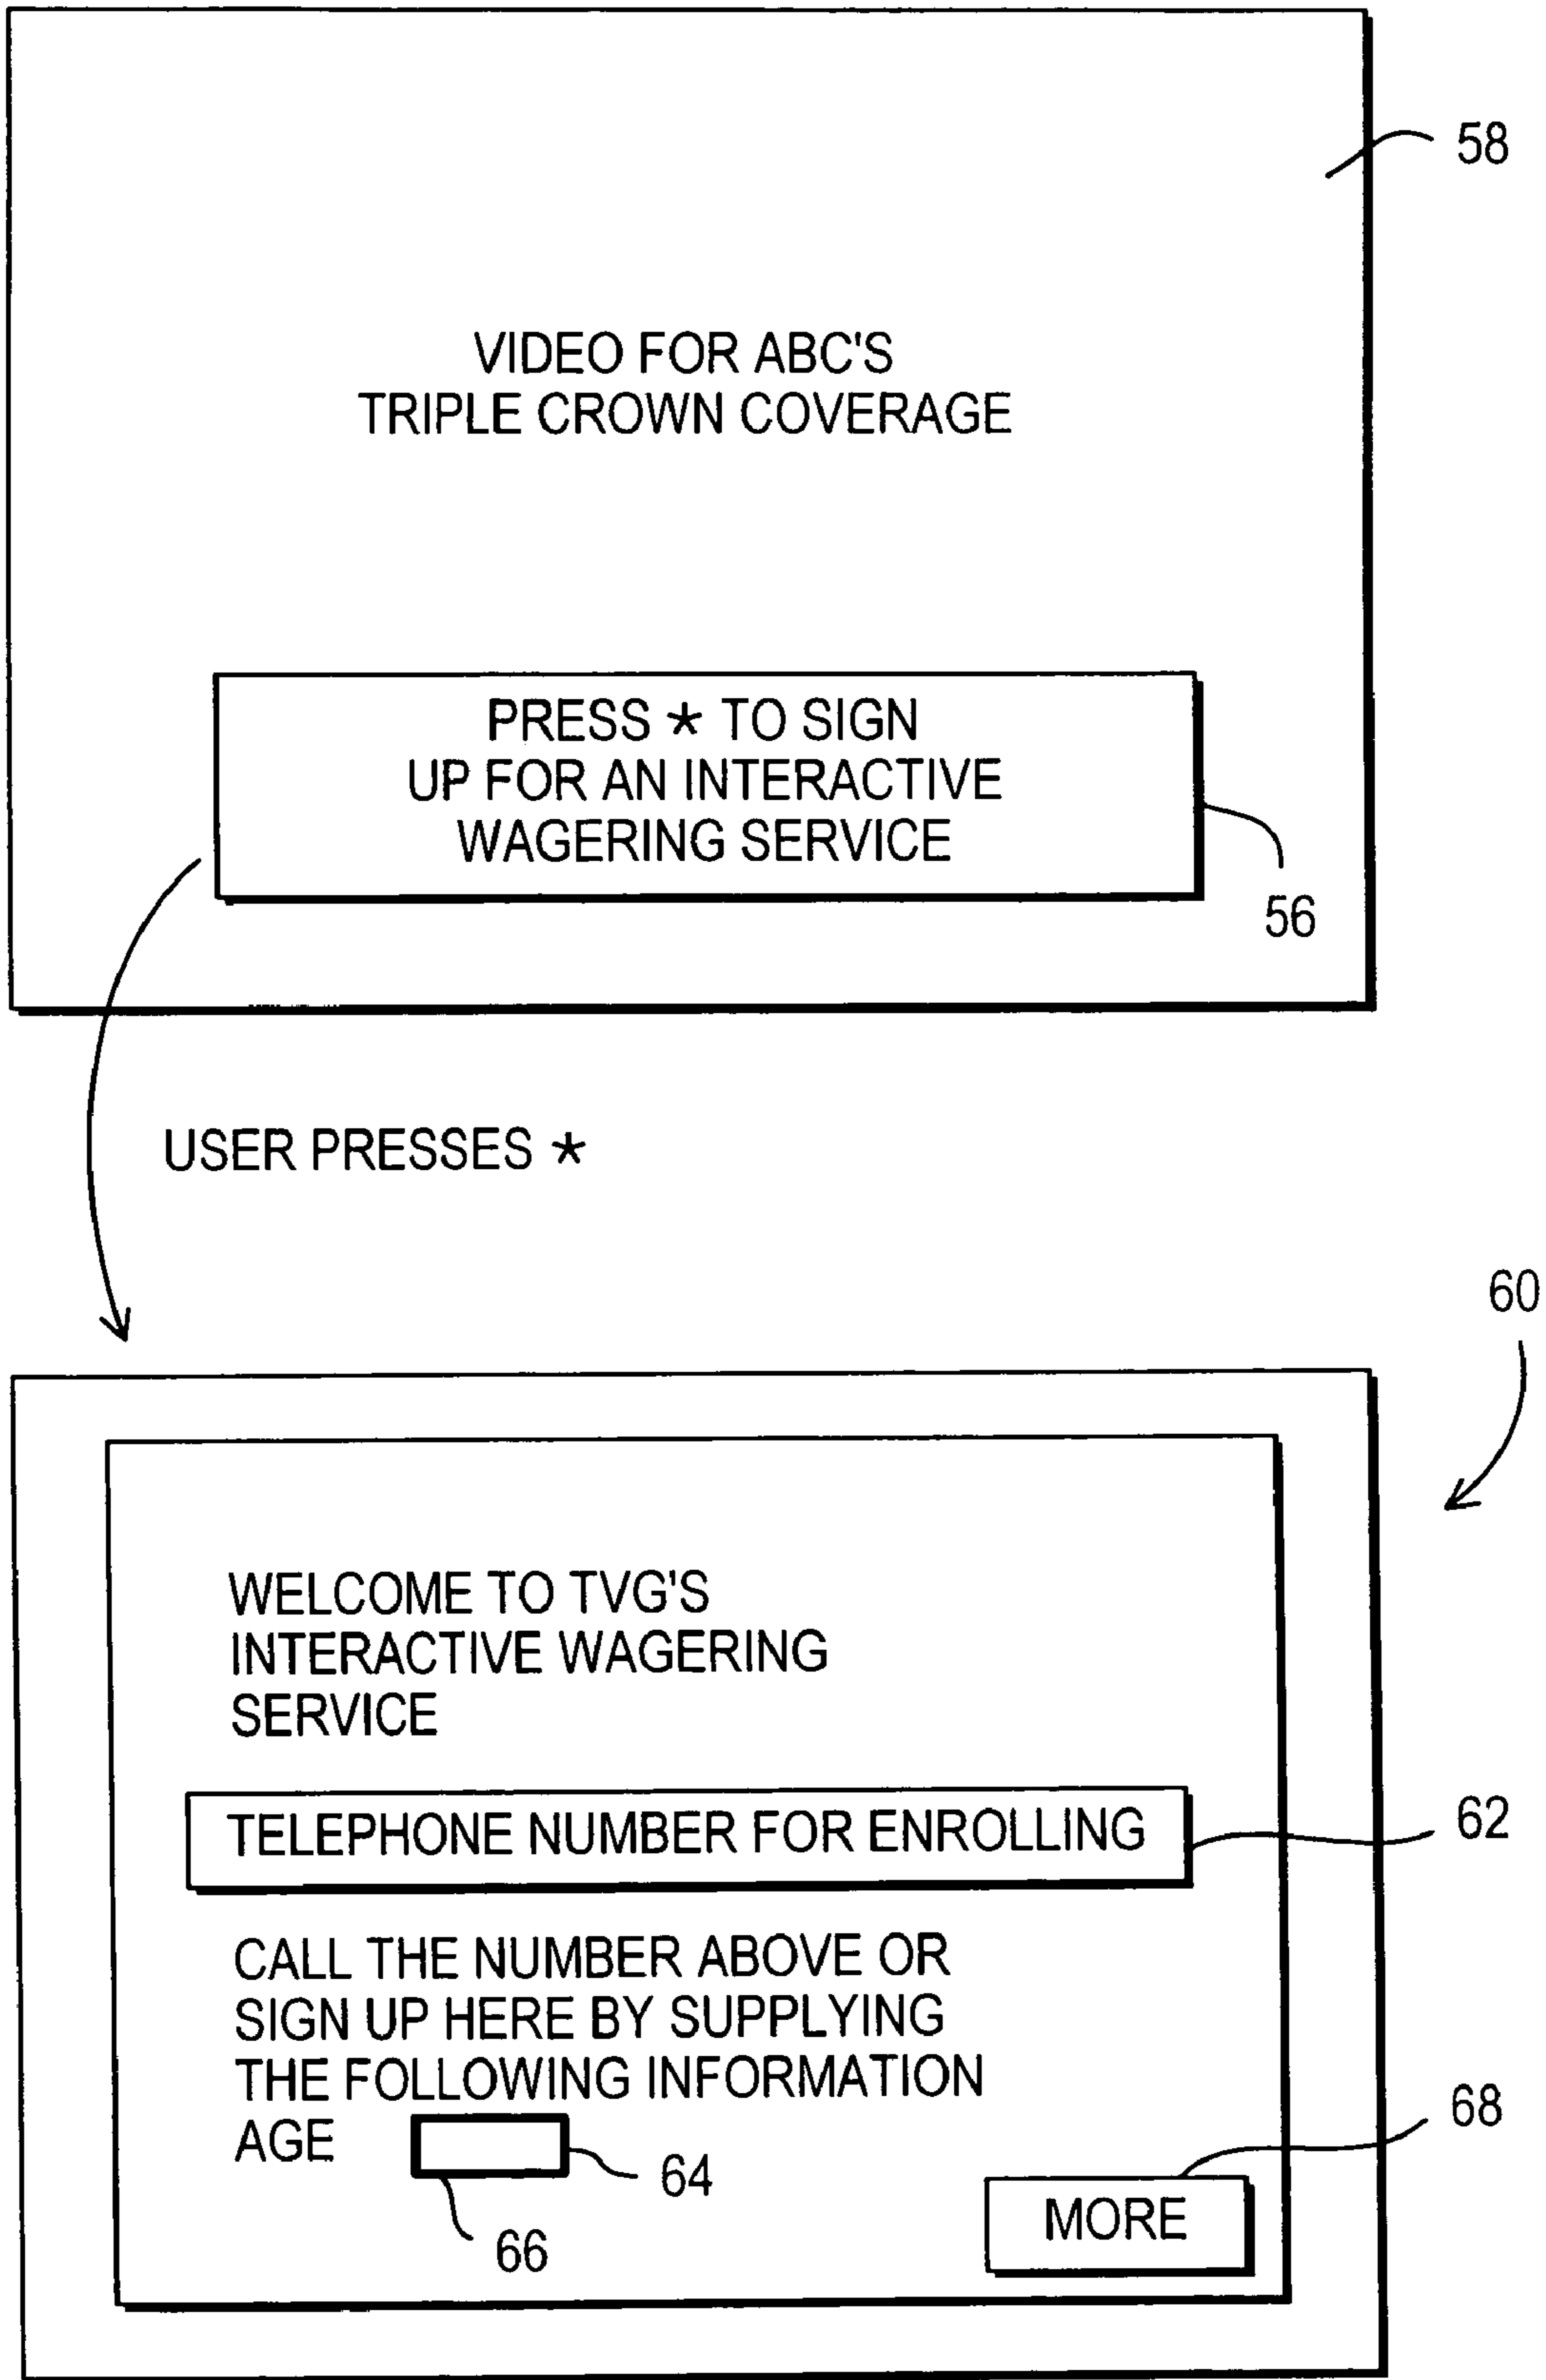 58
VIDEO FOR ABC'S
TRIPLE CROWN COVERAGE
PRESS * TO SIGN
UP FOR AN INTERACTIVE
WAGERING SERVICE
56
USER PRESSES *
60
WELCOME TO TVG'S
INTERACTIVE WAGERING
SERVICE
TELEPHONE NUMBER FOR ENROLLING
62
CALL THE NUMBER ABOVE OR
SIGN UP HERE BY SUPPLYING
THE FOLLOWING INFORMATION
AGE
64
66
68
MORE